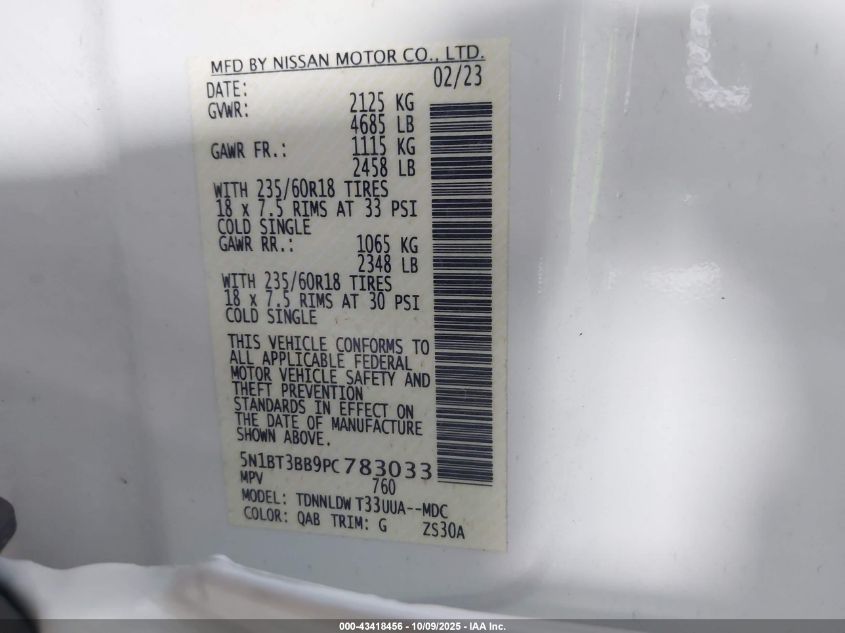 MFD BY NISSAN MOTOR CO., LTD.
DATE: 02/23
GVWR: 2125 KG
4685 LB
GAWR FR.: 1115 KG
2458 LB
WITH 235/60R18 TIRES
18 x 7.5 RIMS AT 33 PSI
COLD SINGLE
GAWR RR.: 1065 KG
2348 LB
WITH 235/60R18 TIRES
18 x 7.5 RIMS AT 30 PSI
COLD SINGLE
THIS VEHICLE CONFORMS TO
ALL APPLICABLE FEDERAL
MOTOR VEHICLE SAFETY AND
THEFT PREVENTION
STANDARDS IN EFFECT ON
THE DATE OF MANUFACTURE
SHOWN ABOVE.
5N1BT3BB9PC783033
MPV 760
MODEL: TDNNLDW T33UUA--MDC
COLOR: QAB TRIM: G ZS30A
000-43418456 - 10/09/2025 - IAA Inc.